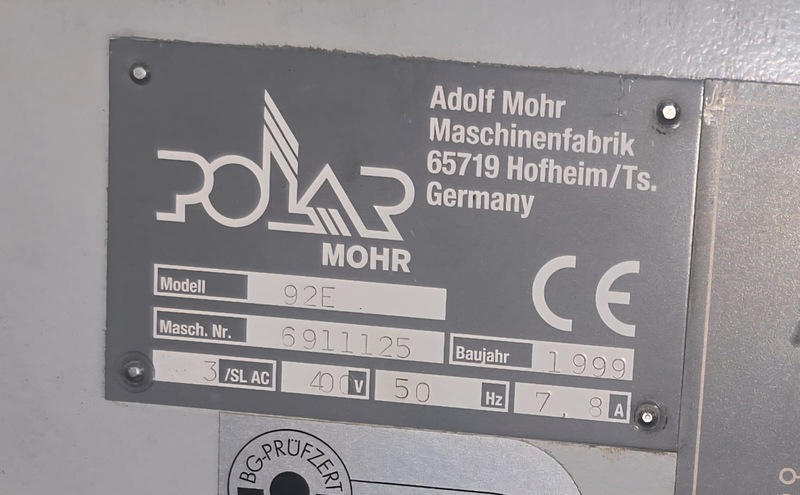 POLAR
MOHR
Adolf Mohr
Maschinenfabrik
65719 Hofheim/Ts.
Germany
CE
Modell 92E
Masch. Nr. 6911125 Baujahr 1999
3 /SL AC 400 V 50 Hz 7,8 A
BG-PRÜFZERT